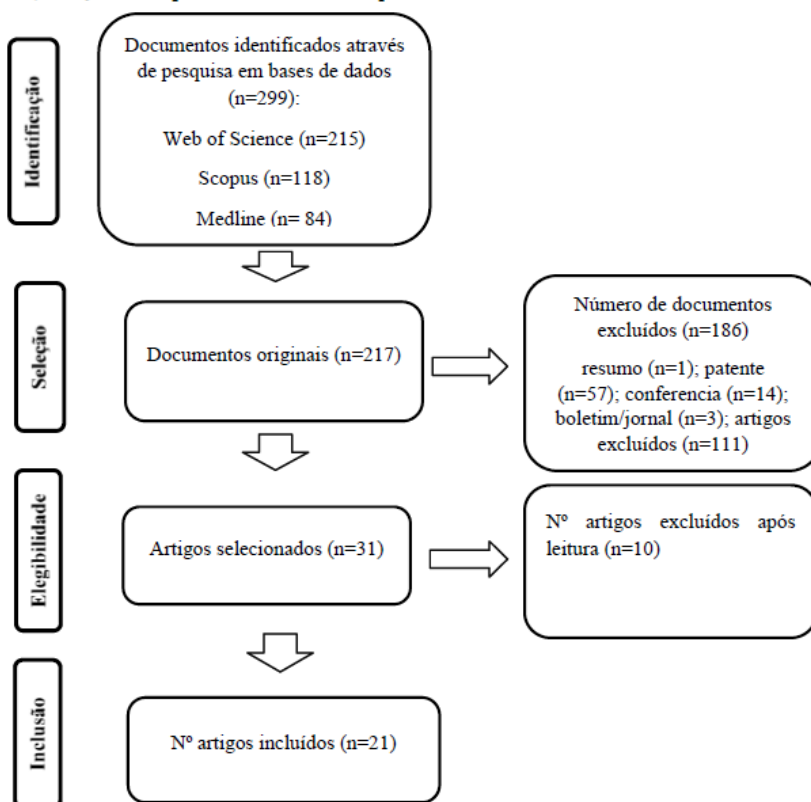 Identificação
Documentos identificados através
de pesquisa em bases de dados
(n=299):
Web of Science (n=215)
Scopus (n=118)
Medline (n= 84)
Seleção
Documentos originais (n=217)
Número de documentos
excluídos (n=186)
resumo (n=1); patente
(n=57); conferencia (n=14);
boletim/jornal (n=3); artigos
excluídos (n=111)
Elegibilidade
Artigos selecionados (n=31)
Nº artigos excluídos após
leitura (n=10)
Inclusão
Nº artigos incluídos (n=21)